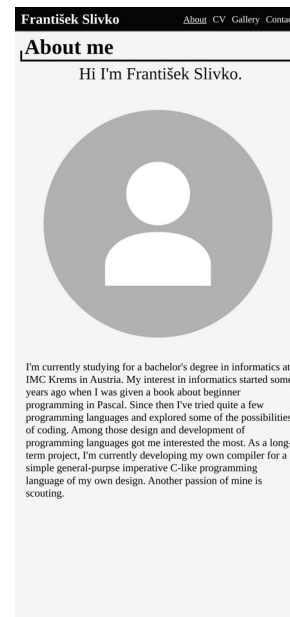 František Slivko About CV Gallery Contac
About me
Hi I'm František Slivko.
I'm currently studying for a bachelor's degree in informatics at
IMC Krems in Austria. My interest in informatics started some
years ago when I was given a book about beginner
programming in Pascal. Since then I've tried quite a few
programming languages and explored some of the possibilities
of coding. Among those design and development of
programming languages got me interested the most. As a long-
term project, I'm currently developing my own compiler for a
simple general-purpse imperative C-like programming
language of my own design. Another passion of mine is
scouting.